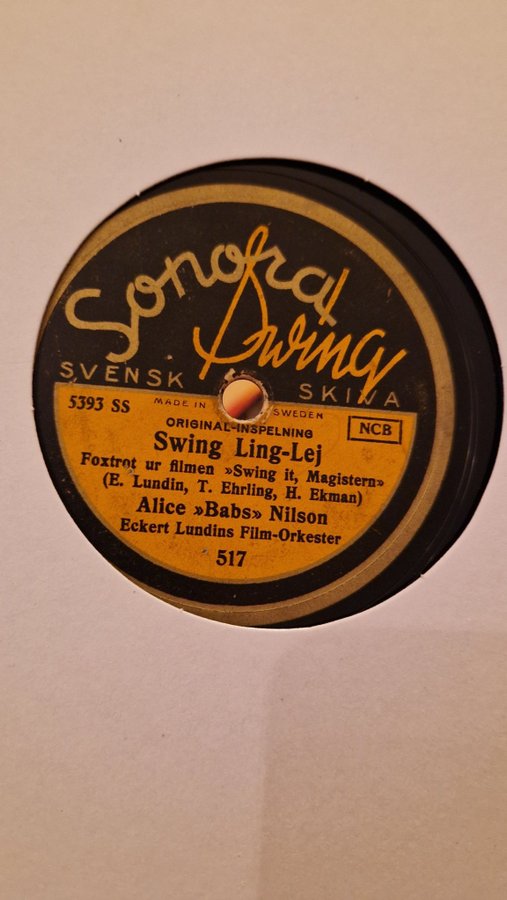 Sonora
Swing
SVENSK SKIVA
5393 SS
MADE IN SWEDEN
NCB
ORIGINAL-INSPELNING
Swing Ling-Lej
Foxtrot ur filmen »Swing it, Magistern»
(E. Lundin, T. Ehrling, H. Ekman)
Alice »Babs» Nilson
Eckert Lundins Film-Orkester
517